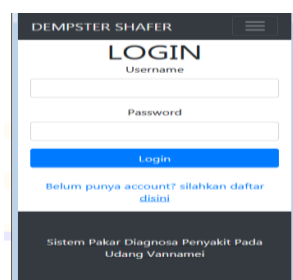 DEMPSTER SHAFER
LOGIN
Username
Password
Login
Belum punya account? silahkan daftar
disini
Sistem Pakar Diagnosa Penyakit Pada
Udang Vannamei